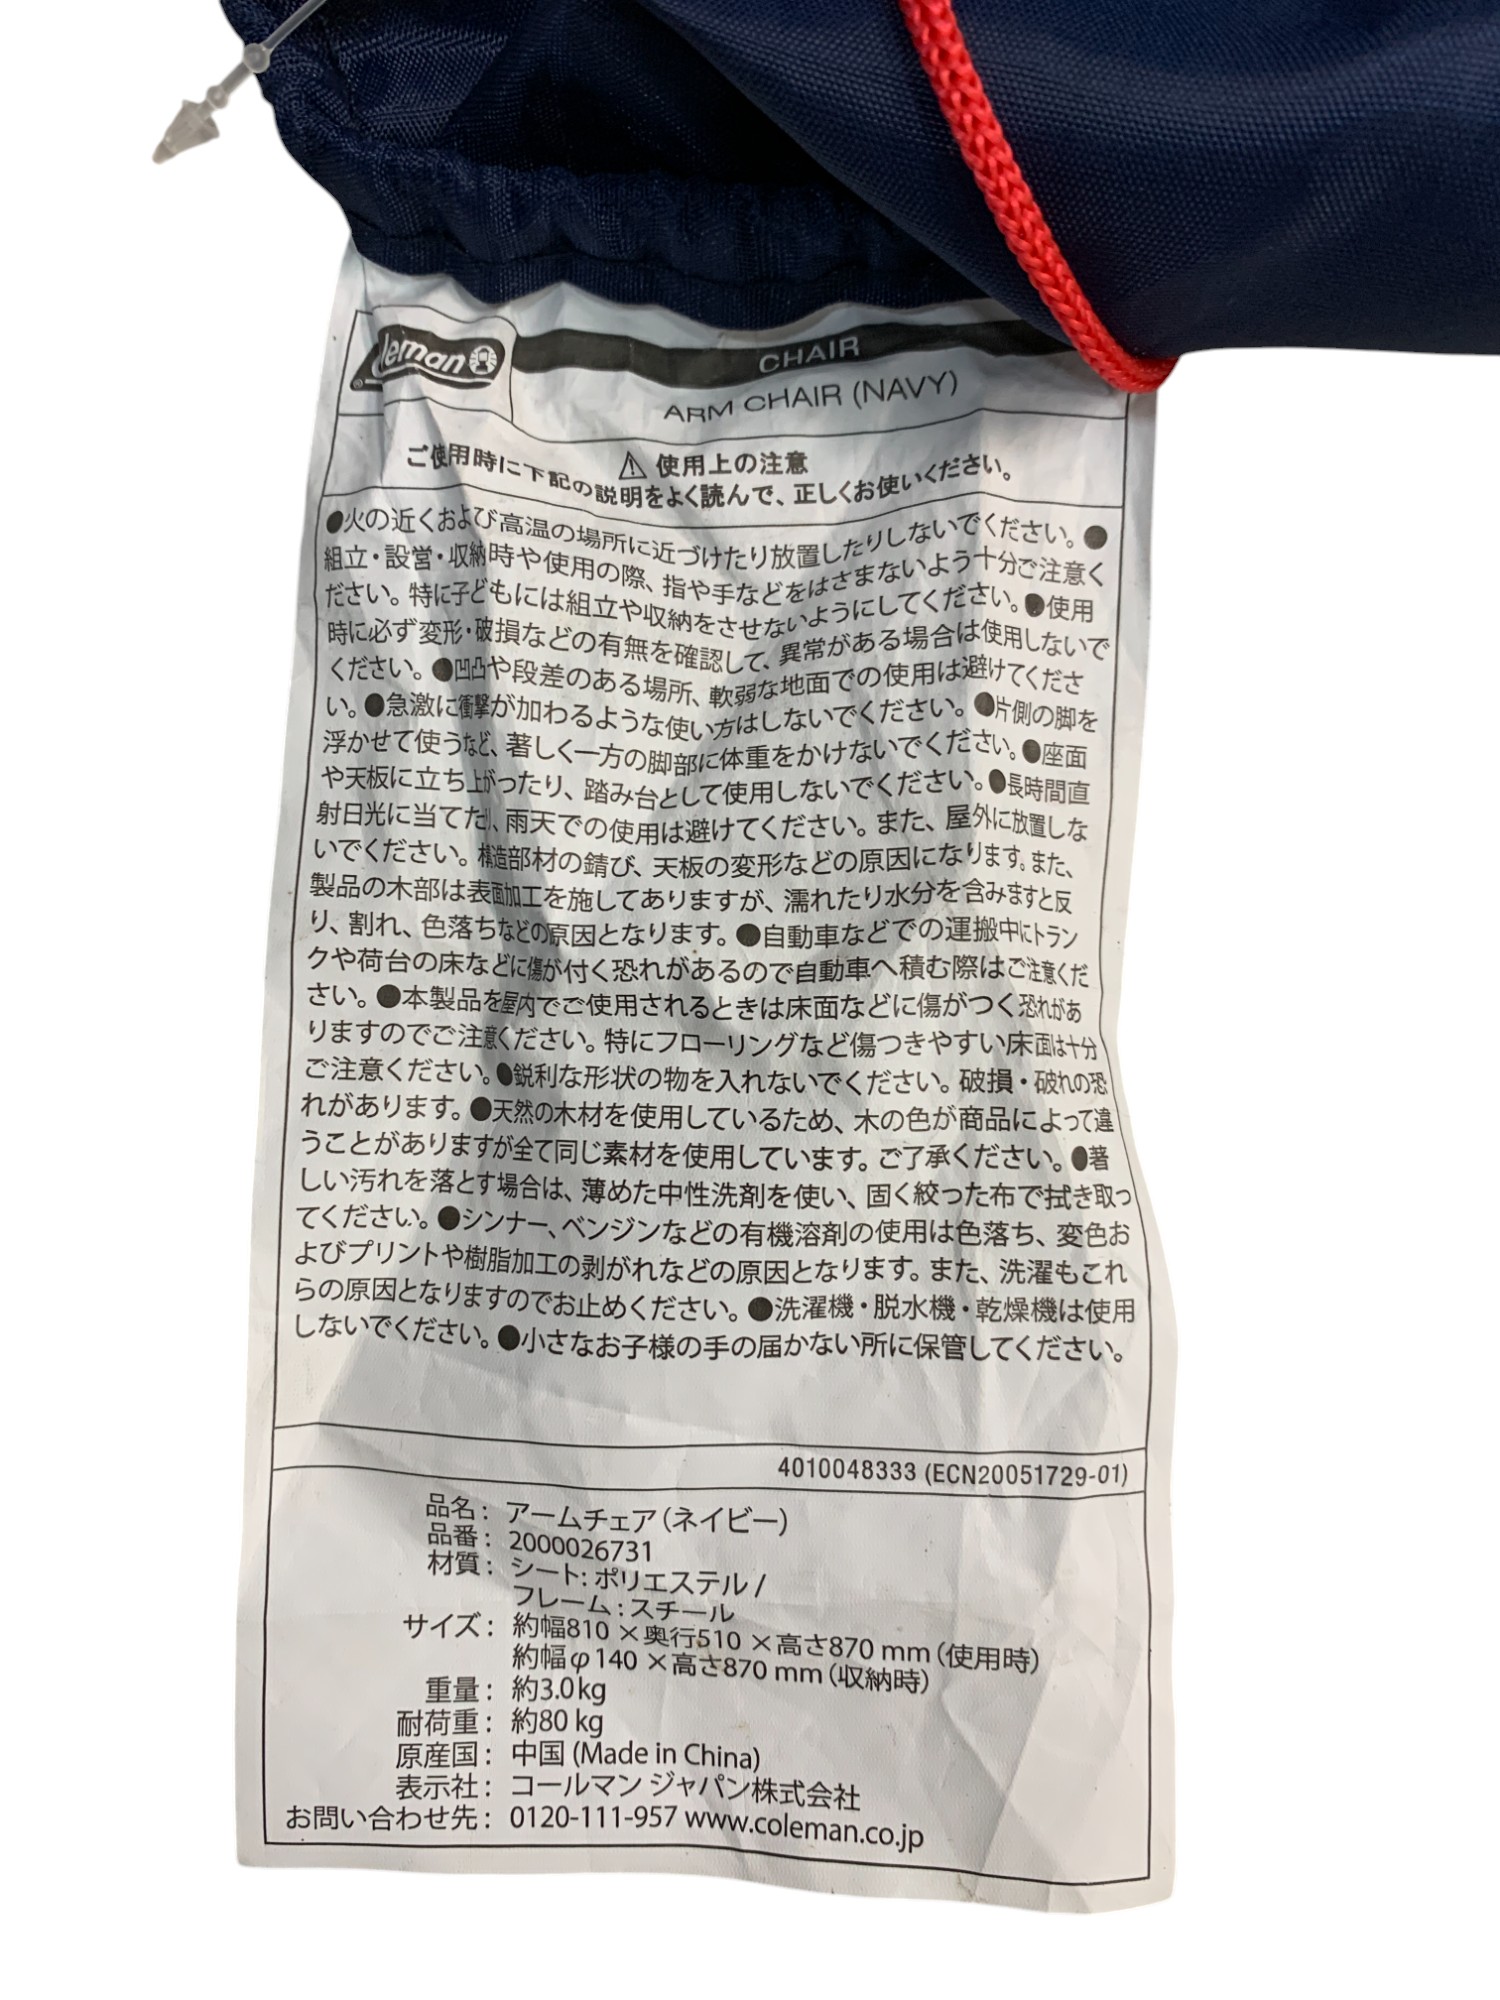 Coleman
CHAIR
ARM CHAIR (NAVY)
⚠ 使用上の注意
ご使用時に下記の説明をよく読んで、正しくお使いください。
●火の近くおよび高温の場所に近づけたり放置したりしないでください。●
組立・設営・収納時や使用の際、指や手などをはさまないよう十分ご注意く
ださい。特に子どもには組立や収納をさせないようにしてください。●使用
時に必ず変形・破損などの有無を確認して、異常がある場合は使用しないで
ください。●凹凸や段差のある場所、軟弱な地面での使用は避けてくださ
い。●急激に衝撃が加わるような使い方はしないでください。●片側の脚を
浮かせて使うなど、著しく一方の脚部に体重をかけないでください。●座面
や天板に立ち上がったり、踏み台として使用しないでください。●長時間直
射日光に当てたり、雨天での使用は避けてください。また、屋外に放置しな
いでください。構造部材の錆び、天板の変形などの原因になります。また、
製品の木部は表面加工を施してありますが、濡れたり水分を含みますと反
り、割れ、色落ちなどの原因となります。●自動車などでの運搬中にトラン
クや荷台の床などに傷が付く恐れがあるので自動車へ積む際はご注意くだ
さい。●本製品を屋内でご使用されるときは床面などに傷がつく恐れがあ
りますのでご注意ください。特にフローリングなど傷つきやすい床面は十分
ご注意ください。●鋭利な形状の物を入れないでください。破損・破れの恐
れがあります。●天然の木材を使用しているため、木の色が商品によって違
うことがありますが全て同じ素材を使用しています。ご了承ください。●著
しい汚れを落とす場合は、薄めた中性洗剤を使い、固く絞った布で拭き取っ
てください。●シンナー、ベンジンなどの有機溶剤の使用は色落ち、変色お
よびプリントや樹脂加工の剥がれなどの原因となります。また、洗濯もこれ
らの原因となりますのでお止めください。●洗濯機・脱水機・乾燥機は使用
しないでください。●小さなお子様の手の届かない所に保管してください。
4010048333 (ECN20051729-01)
品名： アームチェア（ネイビー）
品番： 2000026731
材質： シート：ポリエステル /
フレーム：スチール
サイズ： 約幅810 × 奥行510 × 高さ870 mm（使用時）
約幅φ140 × 高さ870 mm（収納時）
重量： 約3.0kg
耐荷重： 約80 kg
原産国： 中国 (Made in China)
表示社： コールマン ジャパン株式会社
お問い合わせ先： 0120-111-957 www.coleman.co.jp